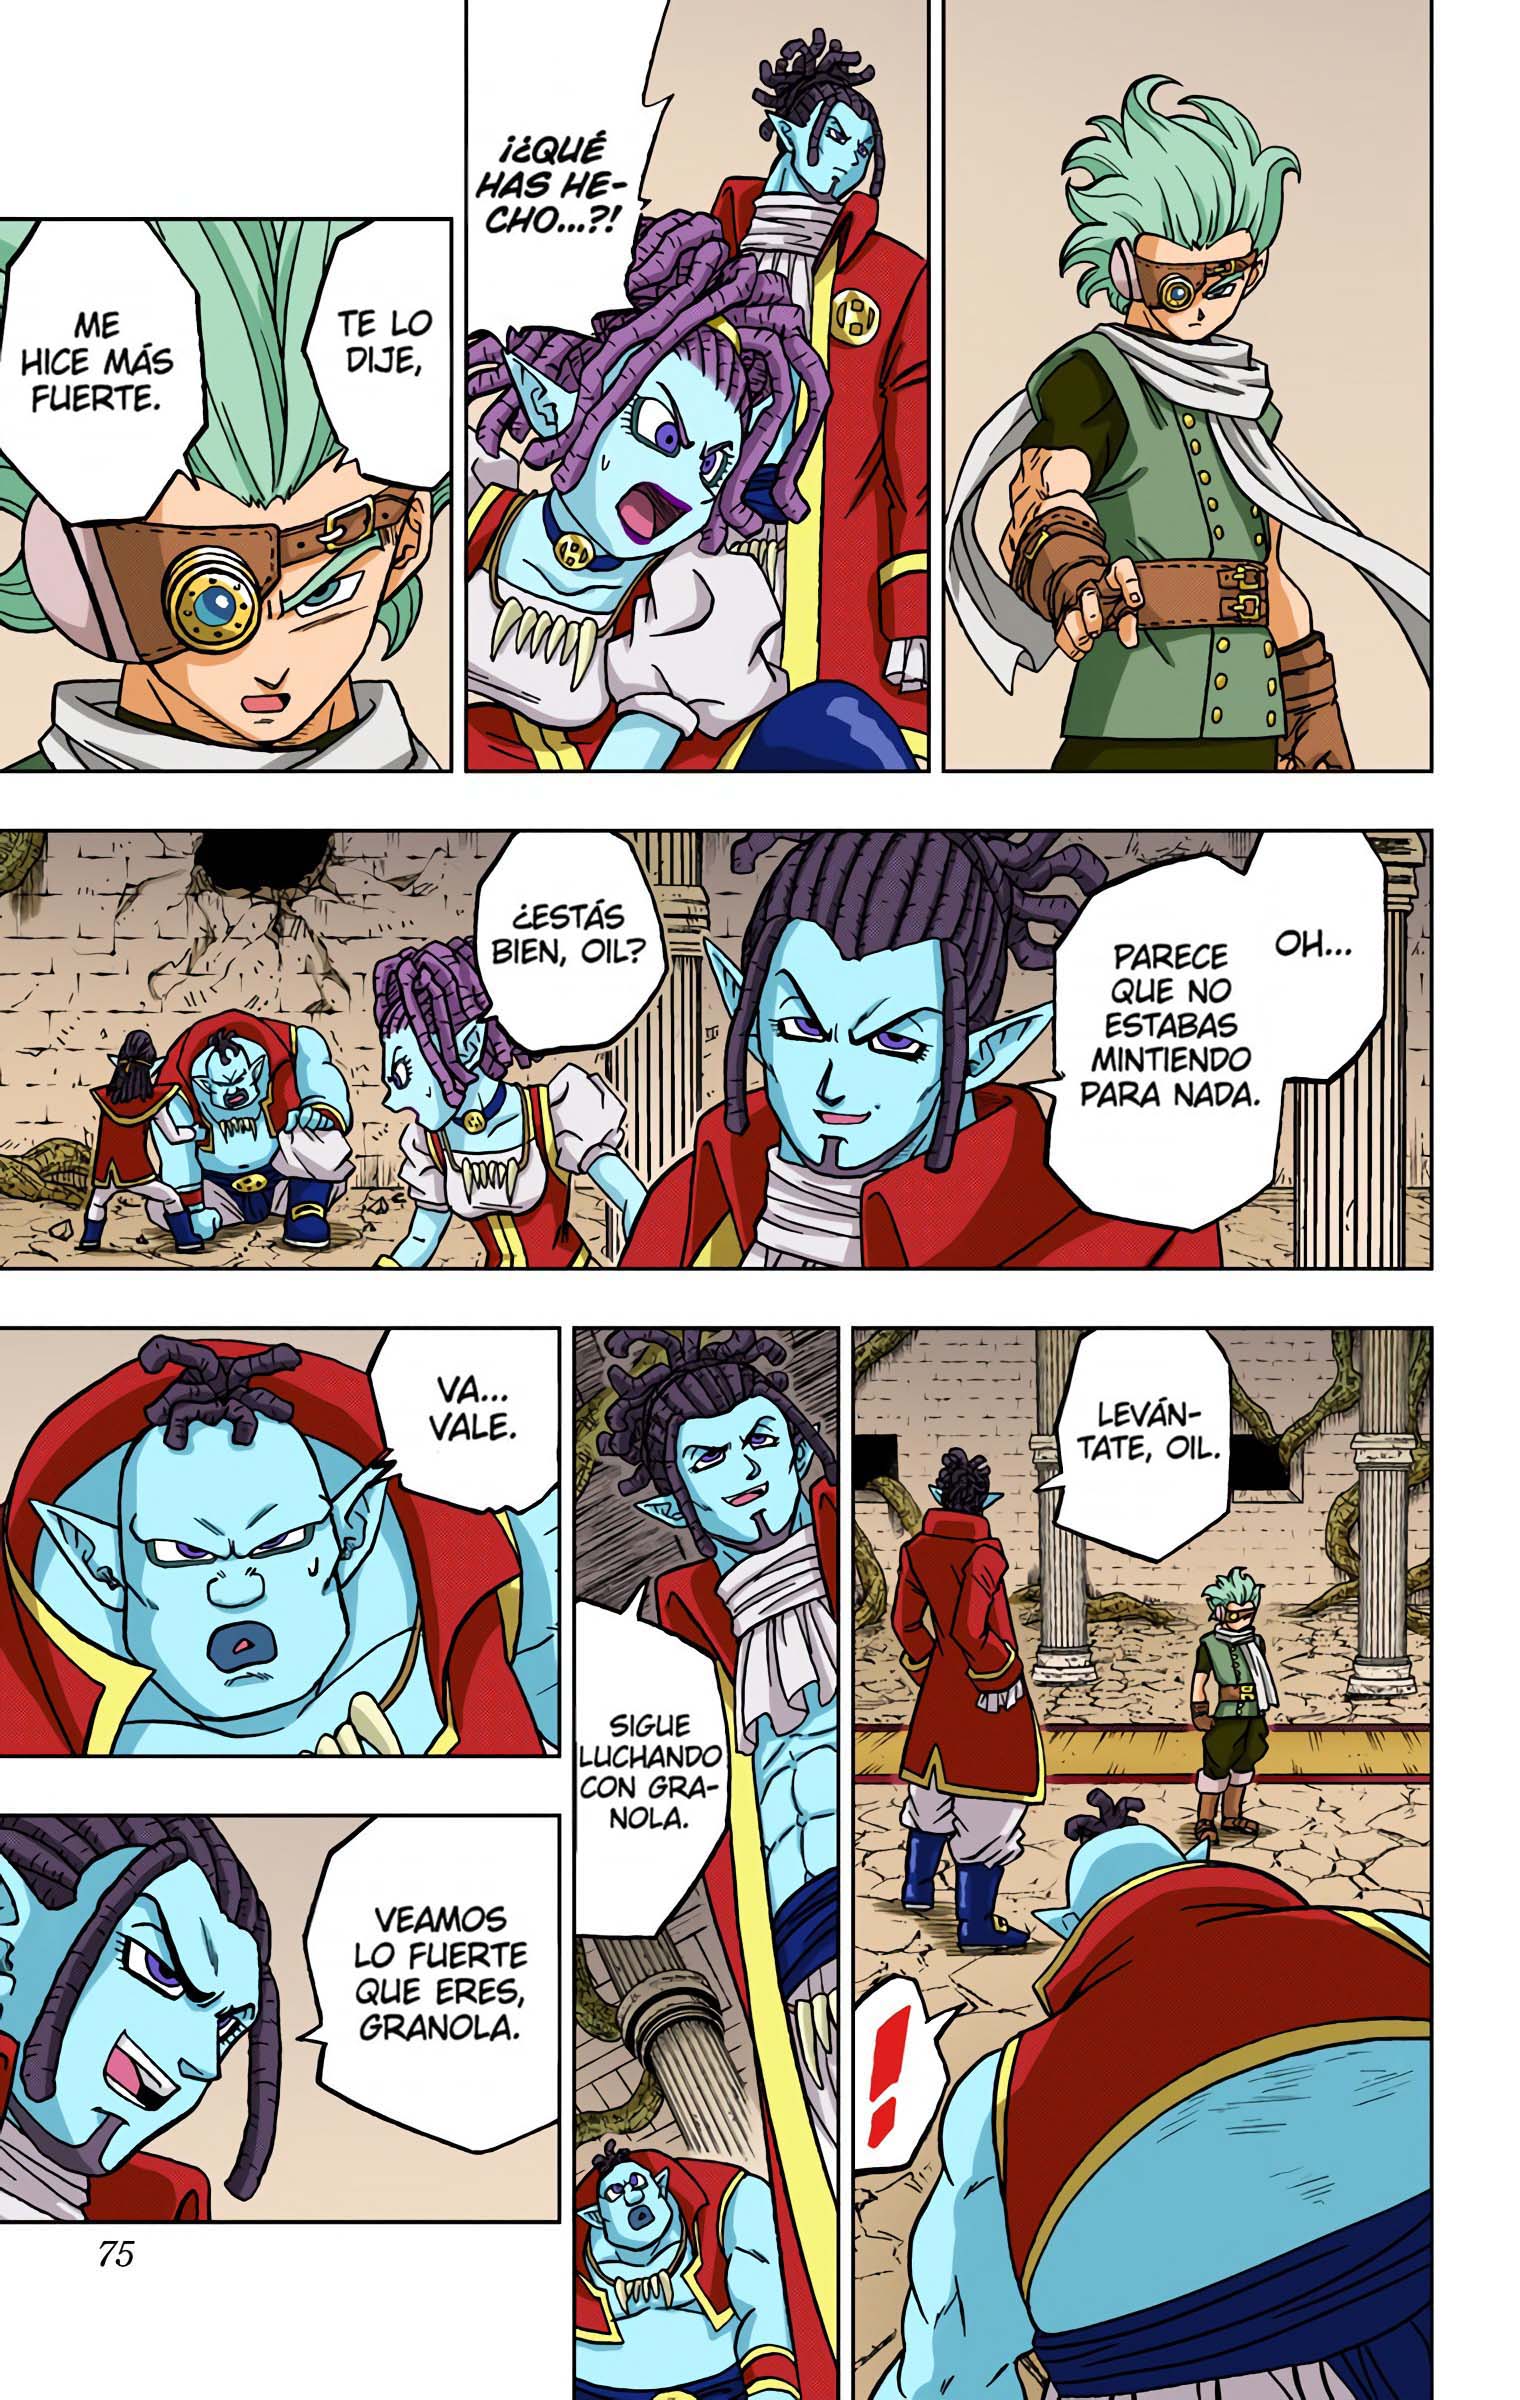 ¡¿QUÉ
HAS HE-
CHO...?!
TE LO
DIJE,
ME
HICE MÁS
FUERTE.
OH...
PARECE
QUE NO
ESTABAS
MINTIENDO
PARA NADA.
¿ESTÁS
BIEN, OIL?
LEVÁN-
TATE, OIL.
!
SIGUE
LUCHANDO
CON GRA-
NOLA.
VA...
VALE.
VEAMOS
LO FUERTE
QUE ERES,
GRANOLA.
75